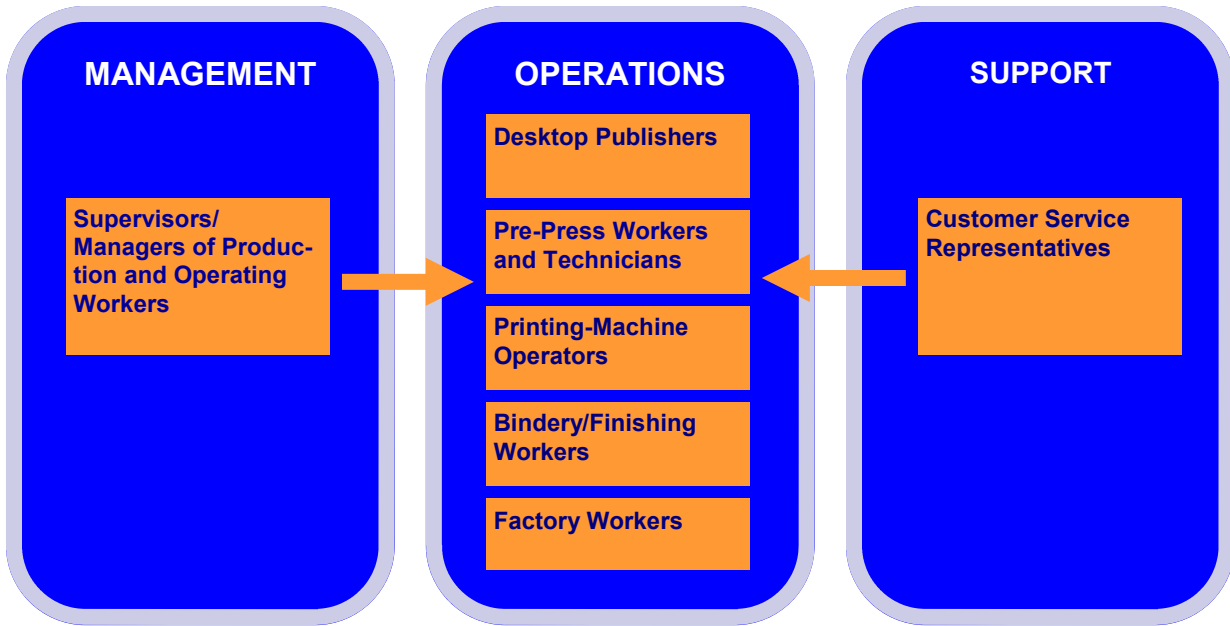 MANAGEMENT
Supervisors/
Managers of Produc-
tion and Operating
Workers
OPERATIONS
Desktop Publishers
Pre-Press Workers
and Technicians
Printing-Machine
Operators
Bindery/Finishing
Workers
Factory Workers
SUPPORT
Customer Service
Representatives